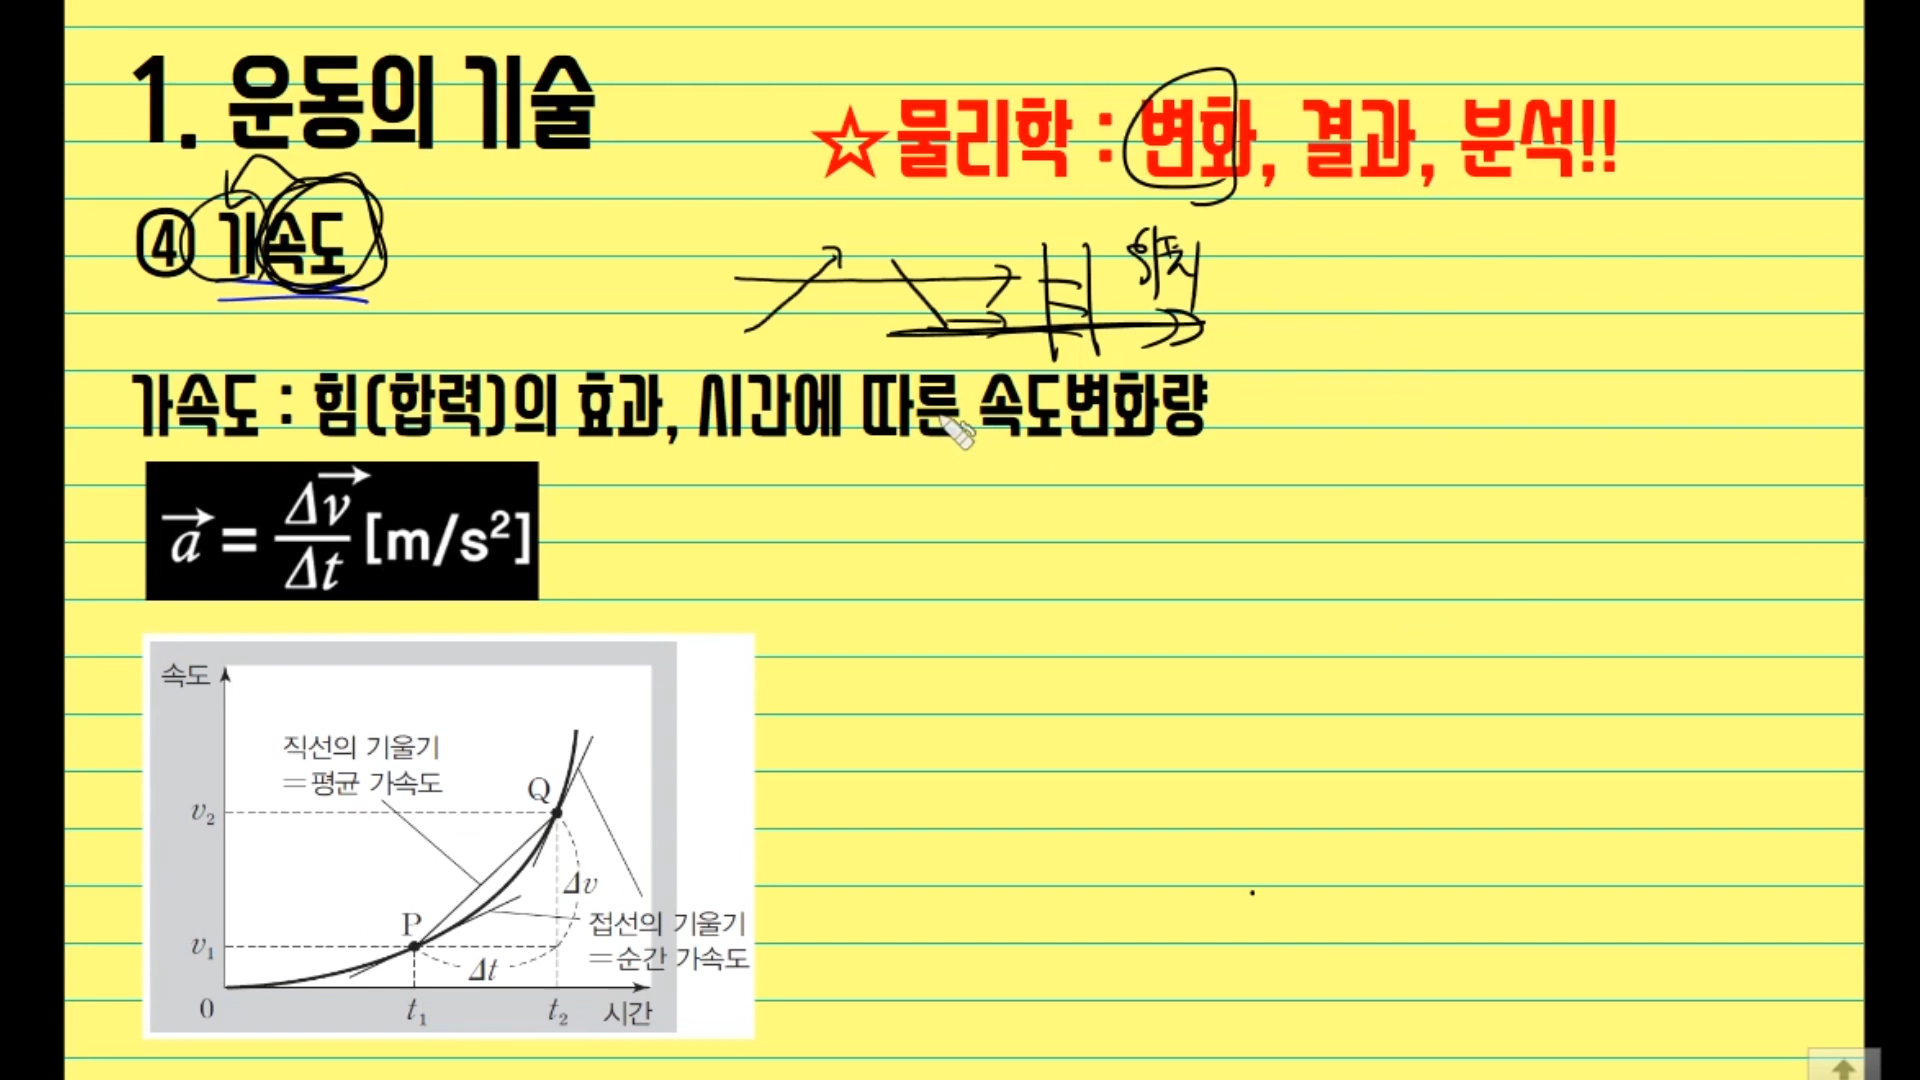 1. 운동의 기술
☆물리학 : 변화, 결과, 분석!!
④ 가속도
가속도 : 힘(합력)의 효과, 시간에 따른 속도변화량
a = Δv/Δt [m/s²]
속도
직선의 기울기
=평균 가속도
Q
v₂
Δv
P
접선의 기울기
v₁
=순간 가속도
Δt
0
t₁
t₂
시간